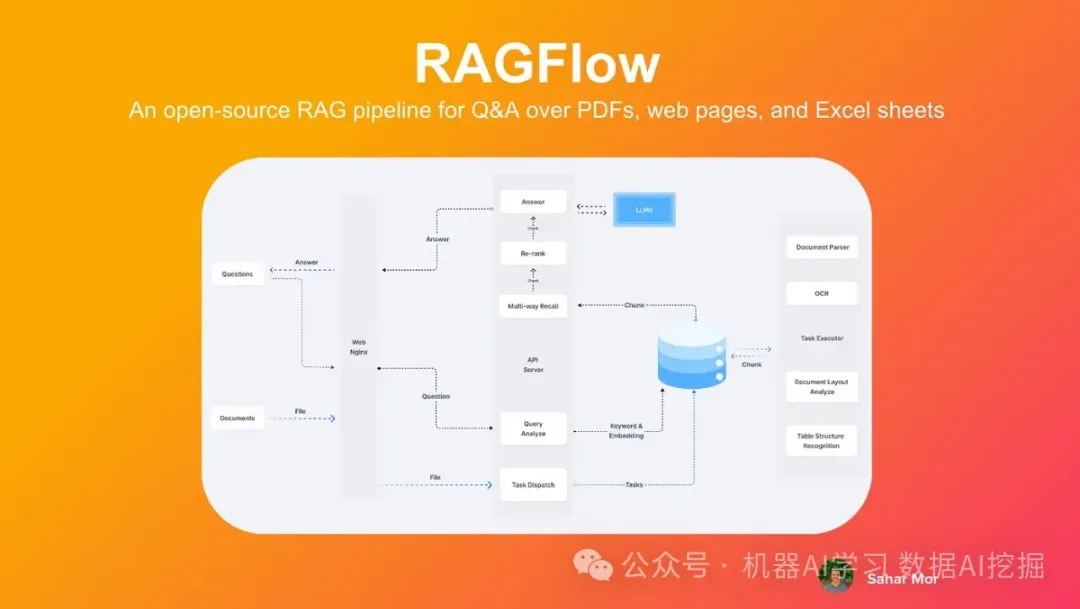 RAGFlow
An open-source RAG pipeline for Q&A over PDFs, web pages, and Excel sheets
Answer
LLMs
Chunk
Answer
Re-rank
Document Parser
Answer
Questions
Chunk
OCR
Multi-way Recall
Chunk
Web
Nginx
Task Executor
API
Server
Chunk
Document Layout
Analyze
Question
Documents
File
Query
Analyze
Keyword &
Embedding
Table Structure
Recognition
File
Task Dispatch
Tasks
公众号 · 机器AI学习 数据AI挖掘
Sahar Mor